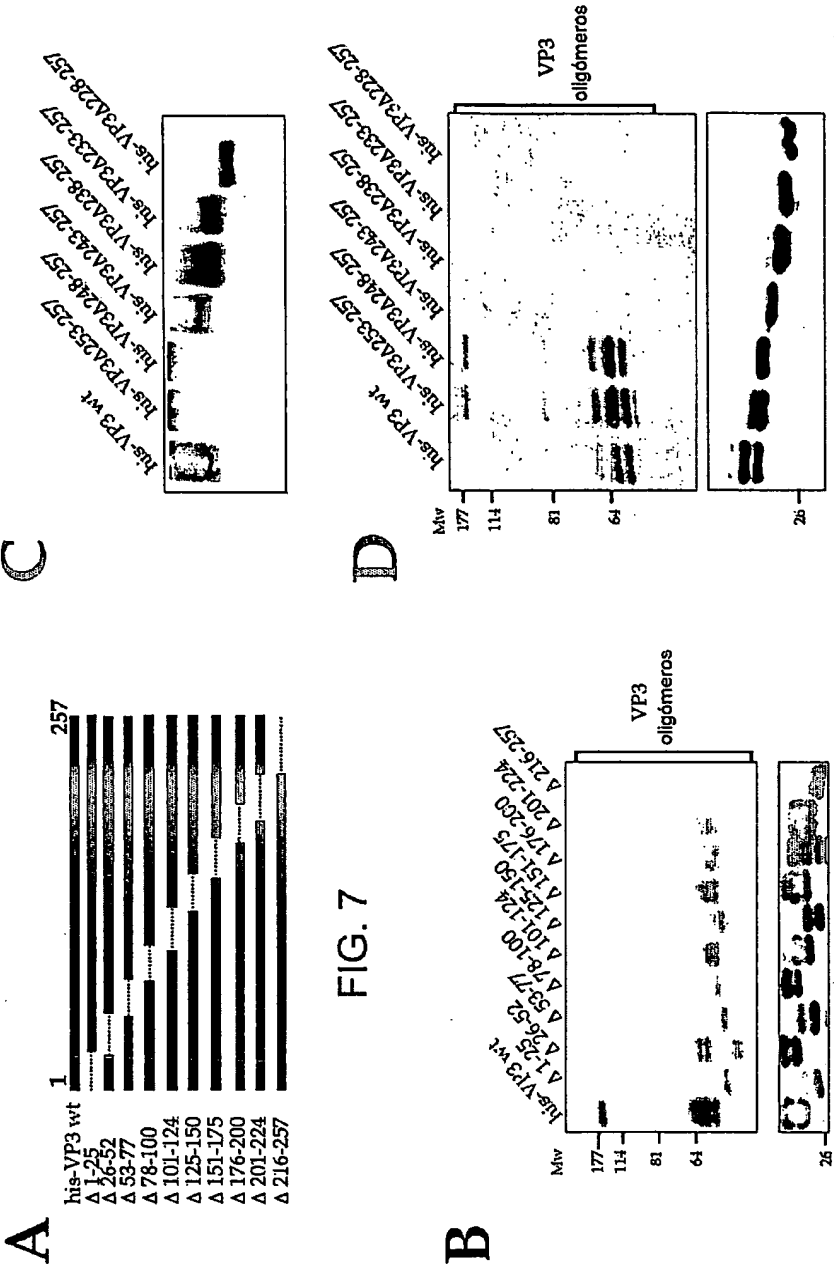 A
1 257
his-VP3 wt
Δ 1-25
Δ 26-52
Δ 53-77
Δ 78-100
Δ 101-124
Δ 125-150
Δ 151-175
Δ 176-200
Δ 201-224
Δ 216-257
FIG. 7
B
his-VP3 wt
Δ 1-25
Δ 26-52
Δ 53-77
Δ 78-100
Δ 101-124
Δ 125-150
Δ 151-175
Δ 176-200
Δ 201-224
Δ 216-257
Mw
177
114
81
64
VP3
oligómeros
26
C
his-VP3 wt
his-VP3Δ253-257
his-VP3Δ248-257
his-VP3Δ243-257
his-VP3Δ238-257
his-VP3Δ233-257
his-VP3Δ228-257
D
his-VP3 wt
his-VP3Δ253-257
his-VP3Δ248-257
his-VP3Δ243-257
his-VP3Δ238-257
his-VP3Δ233-257
his-VP3Δ228-257
Mw
177
114
81
64
VP3
oligómeros
26